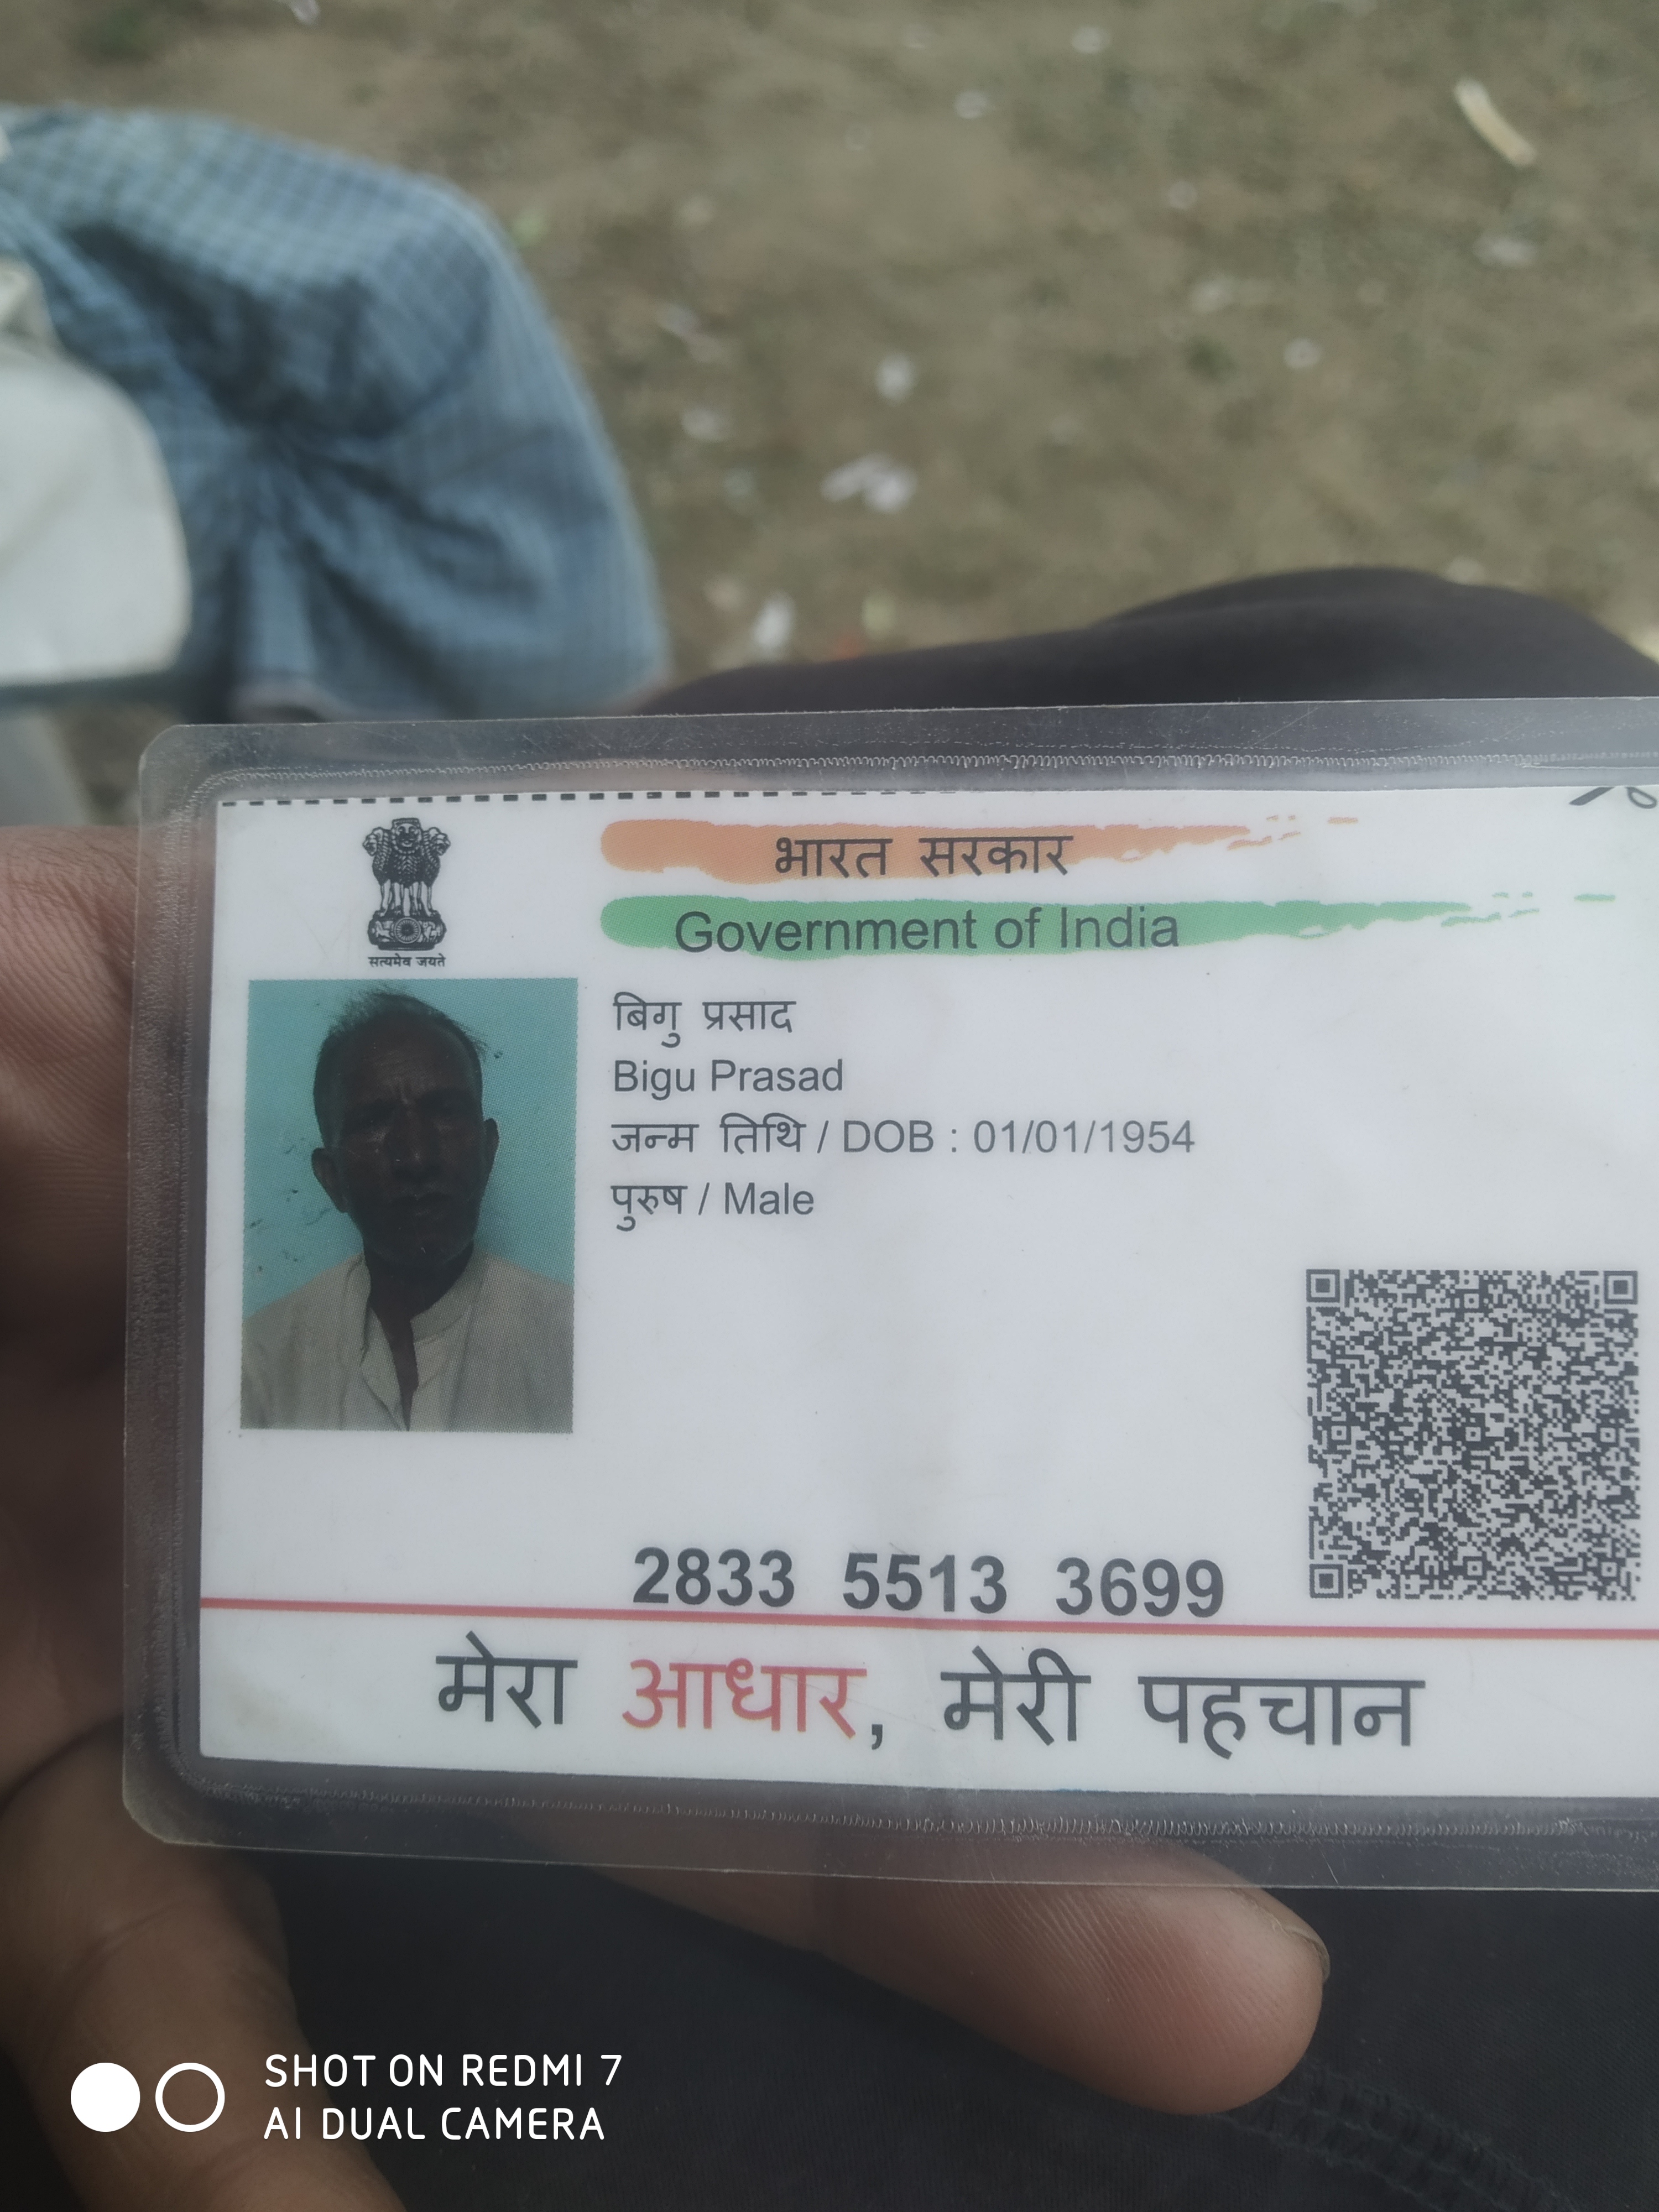 भारत सरकार
Government of India
सत्यमेव जयते
बिगु प्रसाद
Bigu Prasad
जन्म तिथि / DOB : 01/01/1954
पुरुष / Male
2833 5513 3699
मेरा आधार, मेरी पहचान
SHOT ON REDMI 7
AI DUAL CAMERA